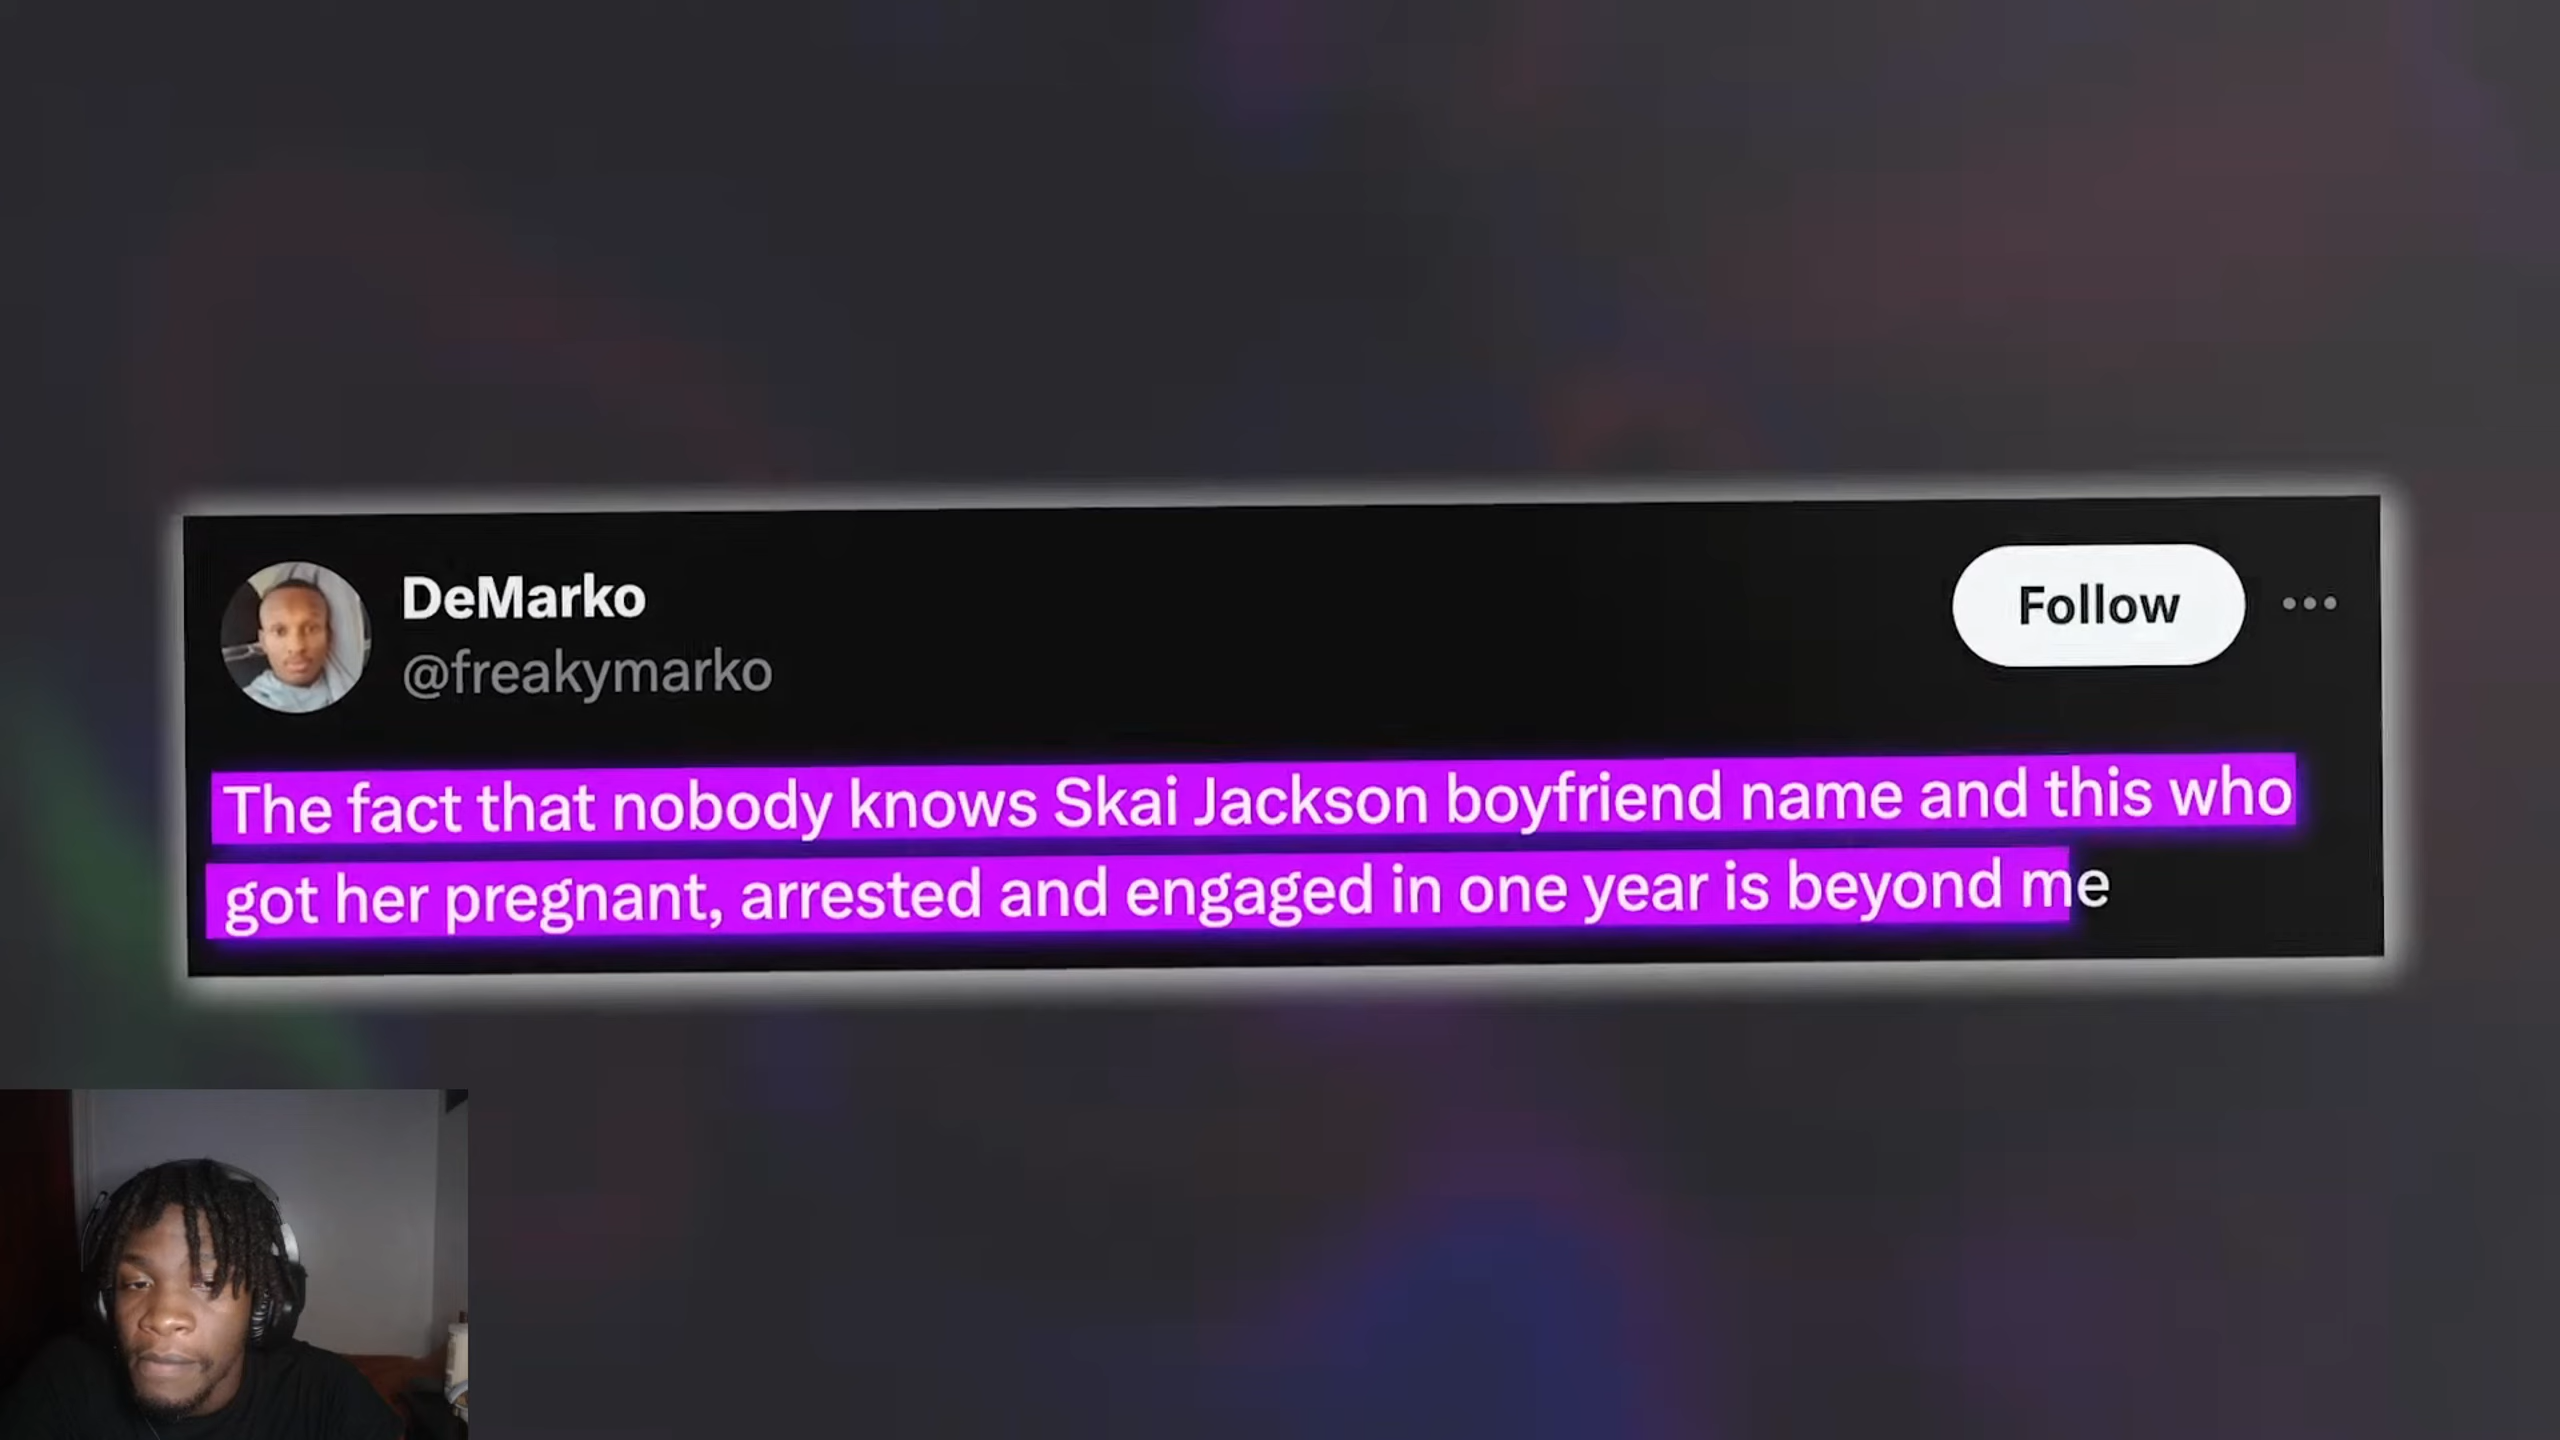 DeMarko
@freakymarko
Follow
The fact that nobody knows Skai Jackson boyfriend name and this who
got her pregnant, arrested and engaged in one year is beyond me